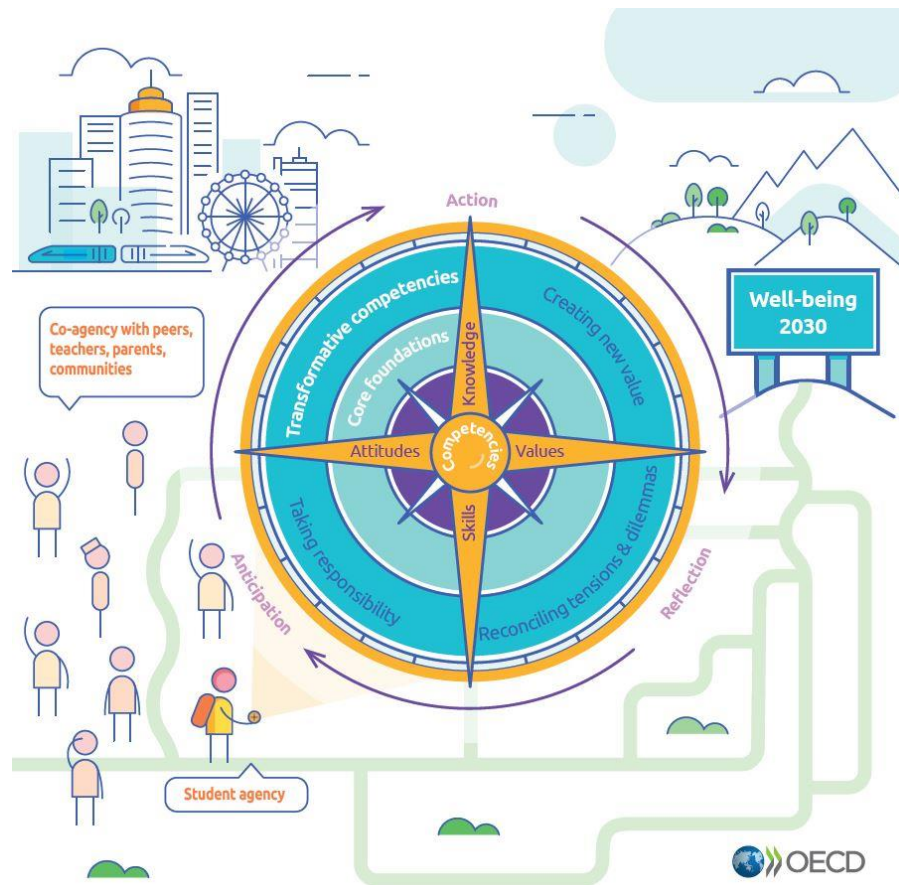 Action
Co-agency with peers,
teachers, parents,
communities
Well-being
2030
Transformative competencies
Creating new value
Core foundations
Knowledge
Attitudes
Competencies
Values
Skills
Taking responsibility
Reconciling tensions & dilemmas
Anticipation
Reflection
Student agency
OECD